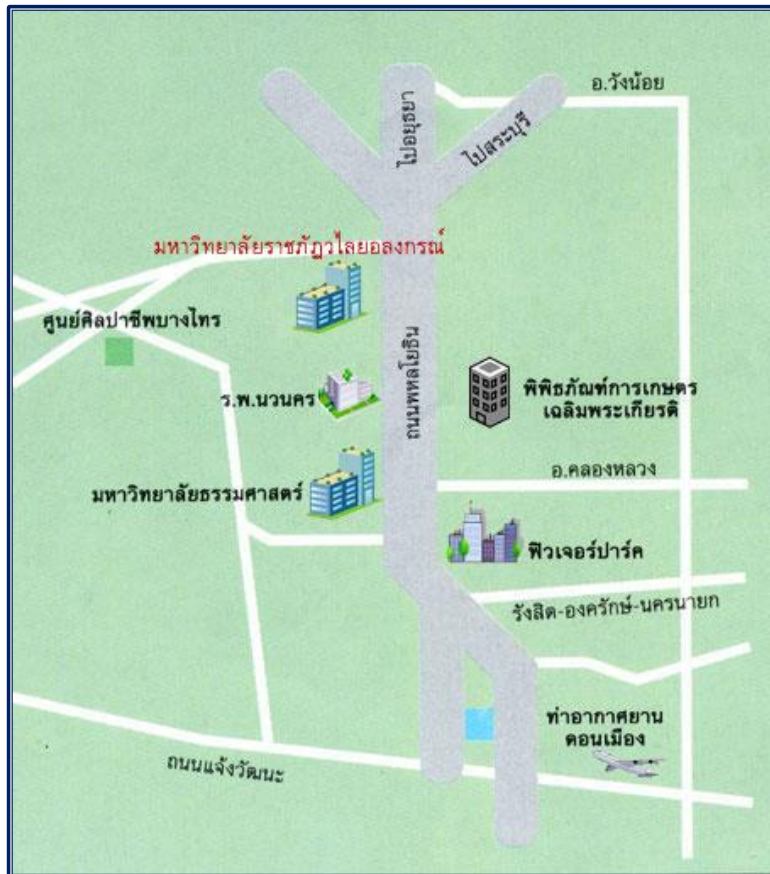 อ.วังน้อย
ไปอยุธยา
ไปสระบุรี
มหาวิทยาลัยราชภัฏวไลยอลงกรณ์
ศูนย์ศิลปาชีพบางไทร
ถนนพหลโยธิน
ร.พ.นวนคร
พิพิธภัณฑ์การเกษตร
เฉลิมพระเกียรติ
อ.คลองหลวง
มหาวิทยาลัยธรรมศาสตร์
ฟิวเจอร์ปาร์ค
รังสิต-องครักษ์-นครนายก
ท่าอากาศยาน
ดอนเมือง
ถนนแจ้งวัฒนะ